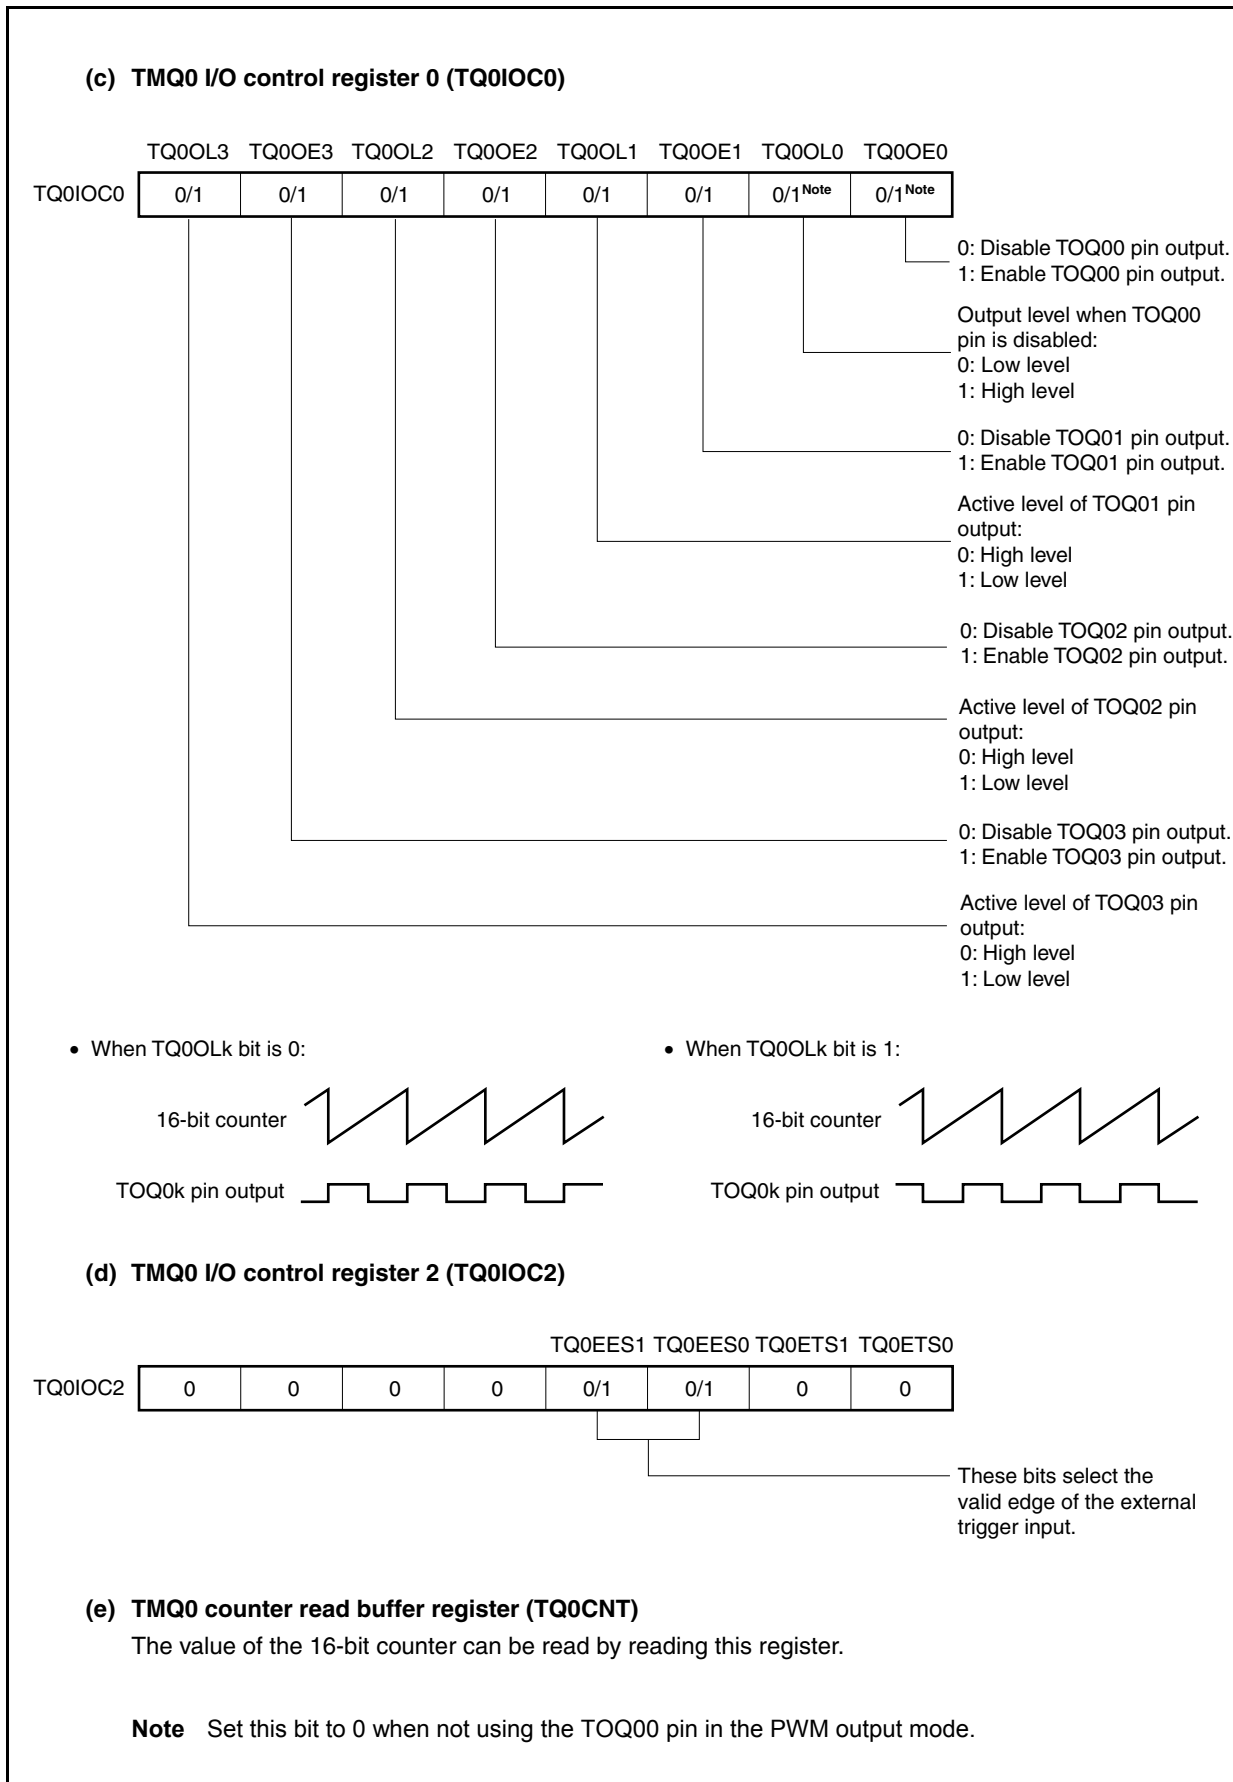 (c) TMQ0 I/O control register 0 (TQ0IOC0)
TQ0OL3 TQ0OE3 TQ0OL2 TQ0OE2 TQ0OL1 TQ0OE1 TQ0OL0 TQ0OE0
TQ0IOC0 0/1 0/1 0/1 0/1 0/1 0/1 0/1Note 0/1Note
0: Disable TOQ00 pin output.
1: Enable TOQ00 pin output.
Output level when TOQ00
pin is disabled:
0: Low level
1: High level
0: Disable TOQ01 pin output.
1: Enable TOQ01 pin output.
Active level of TOQ01 pin
output:
0: High level
1: Low level
0: Disable TOQ02 pin output.
1: Enable TOQ02 pin output.
Active level of TOQ02 pin
output:
0: High level
1: Low level
0: Disable TOQ03 pin output.
1: Enable TOQ03 pin output.
Active level of TOQ03 pin
output:
0: High level
1: Low level
• When TQ0OLk bit is 0:
16-bit counter
TOQ0k pin output
• When TQ0OLk bit is 1:
16-bit counter
TOQ0k pin output
(d) TMQ0 I/O control register 2 (TQ0IOC2)
TQ0EES1 TQ0EES0 TQ0ETS1 TQ0ETS0
TQ0IOC2 0 0 0 0 0/1 0/1 0 0
These bits select the
valid edge of the external
trigger input.
(e) TMQ0 counter read buffer register (TQ0CNT)
The value of the 16-bit counter can be read by reading this register.
Note Set this bit to 0 when not using the TOQ00 pin in the PWM output mode.